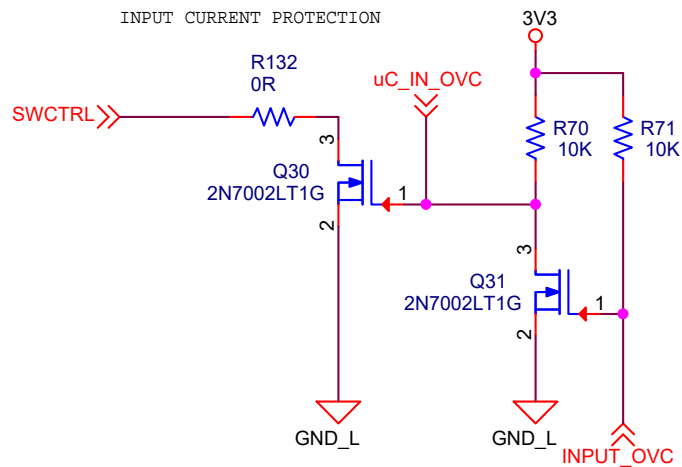 INPUT CURRENT PROTECTION
3V3
R132
0R
uC_IN_OVC
SWCTRL
R70
10K
R71
10K
3
Q30
2N7002LT1G
1
2
3
Q31
2N7002LT1G
1
2
GND_L
GND_L
INPUT_OVC